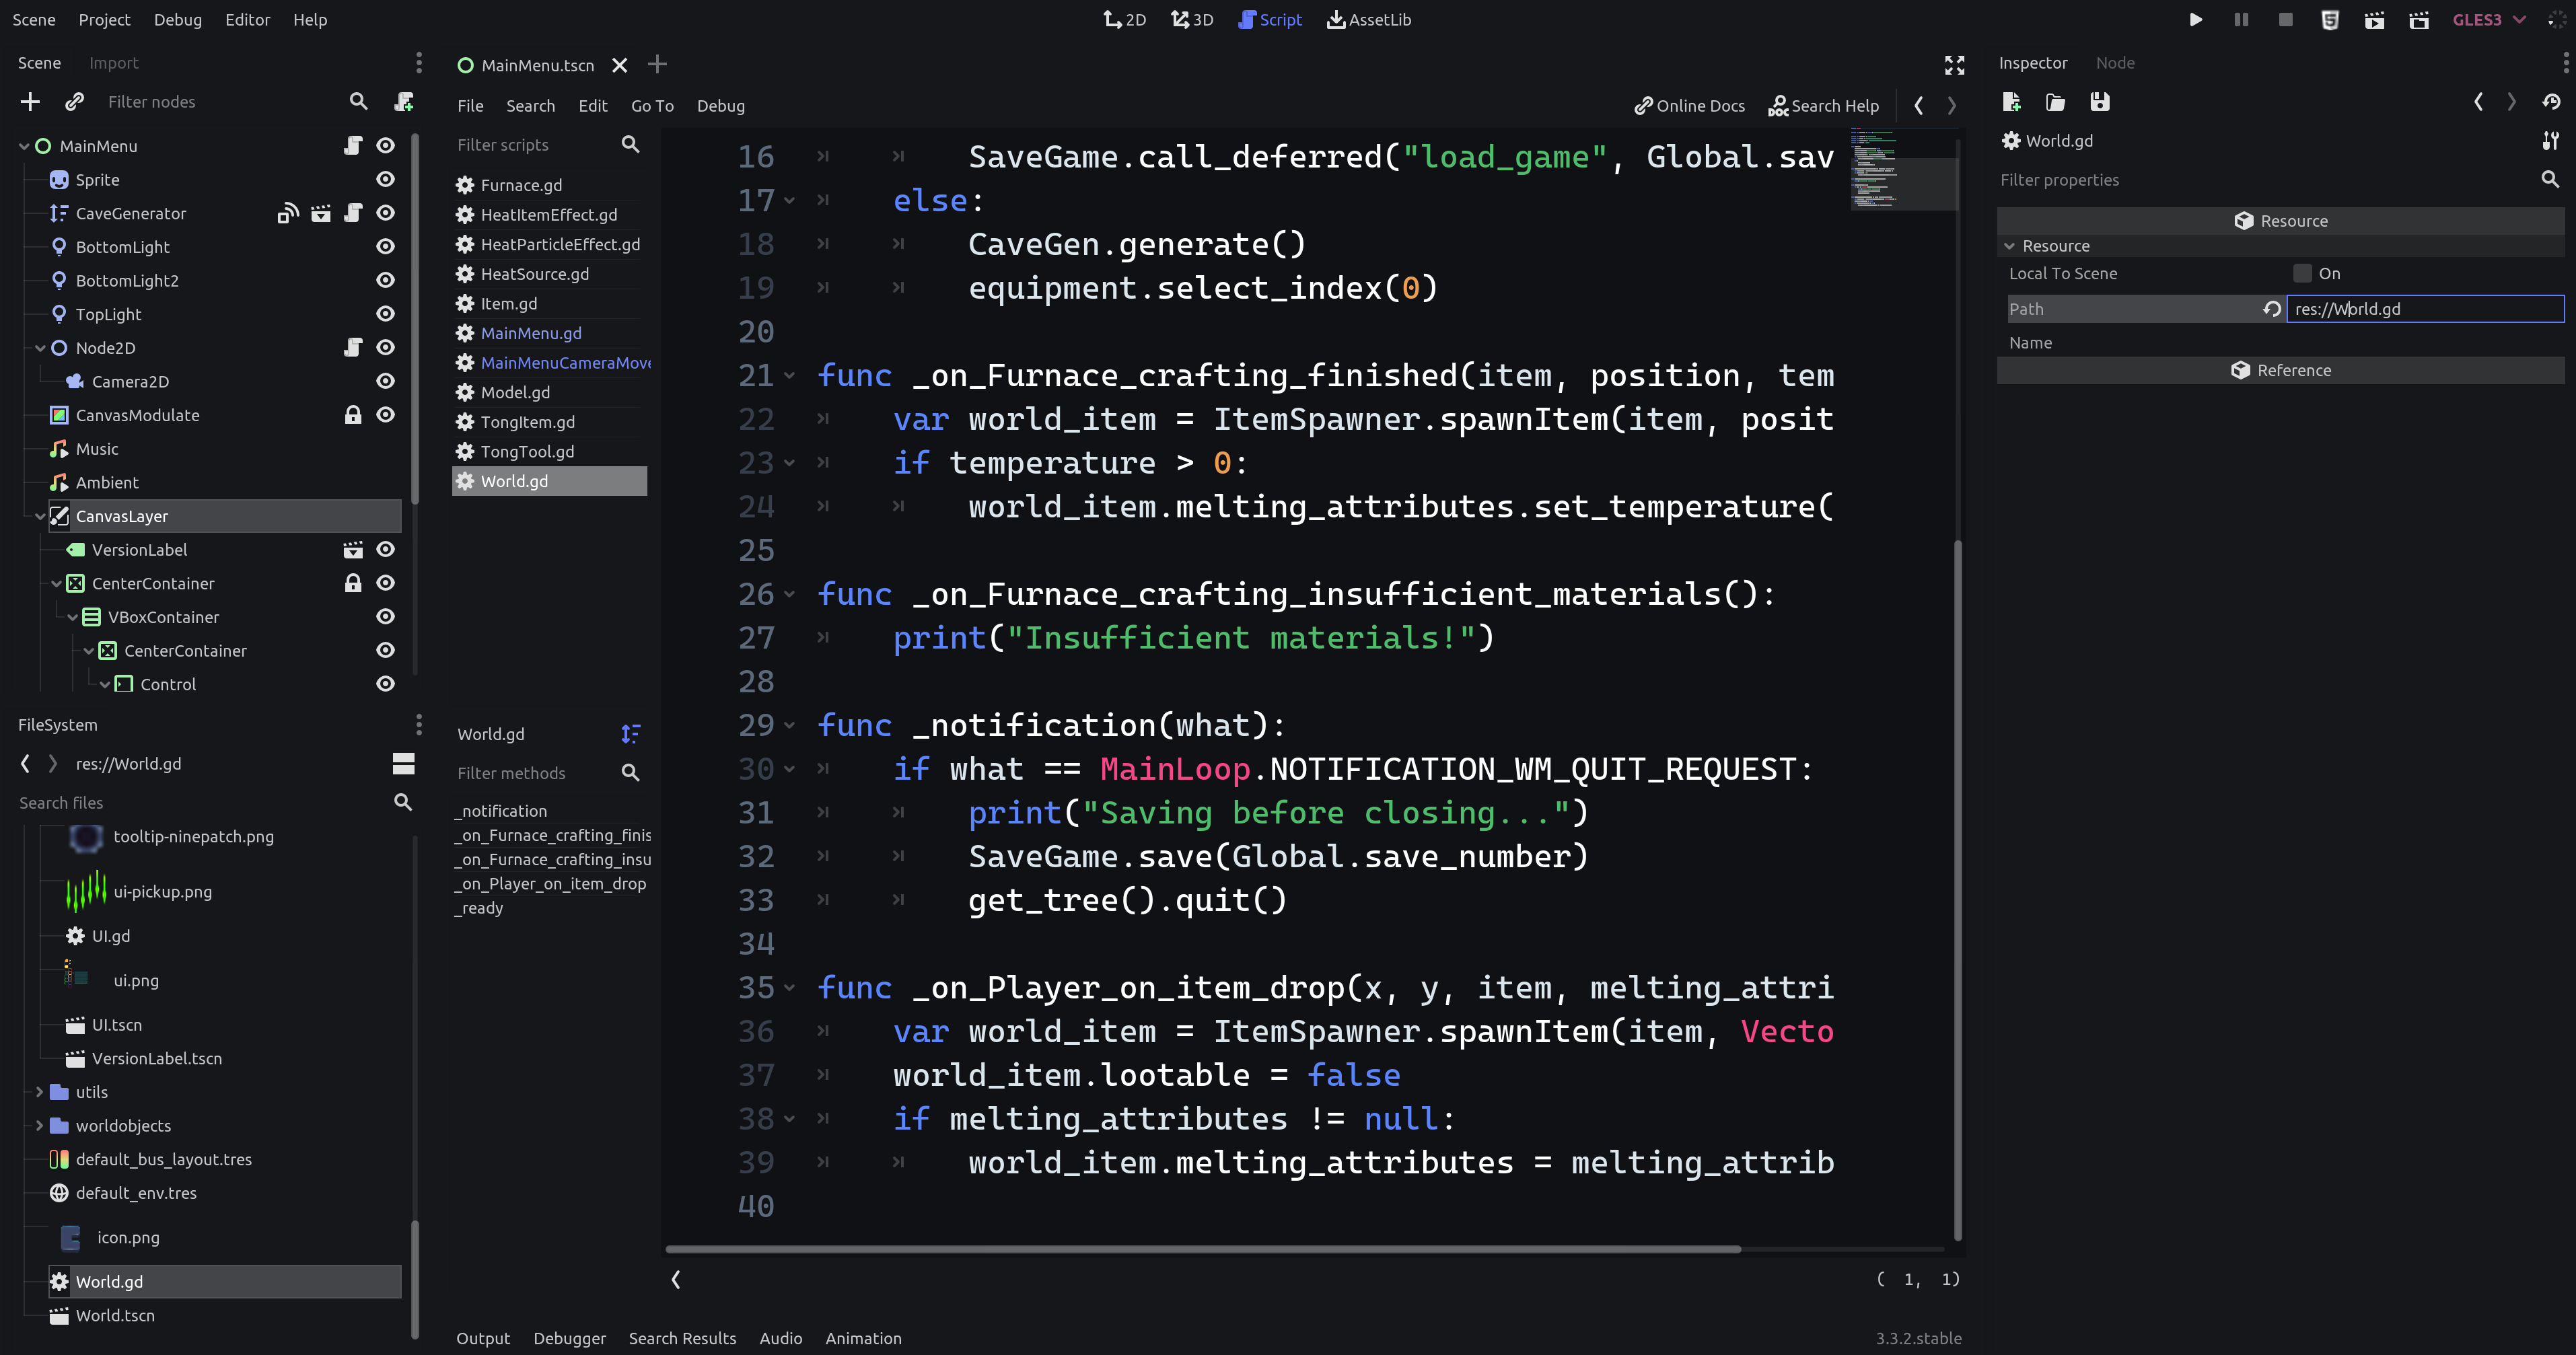 Scene Project Debug Editor Help
2D 3D Script AssetLib
GLES3
Scene Import
Filter nodes
MainMenu
Sprite
CaveGenerator
BottomLight
BottomLight2
TopLight
Node2D
Camera2D
CanvasModulate
Music
Ambient
CanvasLayer
VersionLabel
CenterContainer
VBoxContainer
CenterContainer
Control
FileSystem
res://World.gd
Search files
tooltip-ninepatch.png
ui-pickup.png
UI.gd
ui.png
UI.tscn
VersionLabel.tscn
utils
worldobjects
default_bus_layout.tres
default_env.tres
icon.png
World.gd
World.tscn
MainMenu.tscn
File Search Edit Go To Debug
Online Docs Search Help
Filter scripts
Furnace.gd
HeatItemEffect.gd
HeatParticleEffect.gd
HeatSource.gd
Item.gd
MainMenu.gd
MainMenuCameraMove
Model.gd
TongItem.gd
TongTool.gd
World.gd
World.gd
Filter methods
_notification
_on_Furnace_crafting_finis
_on_Furnace_crafting_insu
_on_Player_on_item_drop
_ready
16 SaveGame.call_deferred("load_game", Global.sav
17 else:
18 CaveGen.generate()
19 equipment.select_index(0)
20
21 func _on_Furnace_crafting_finished(item, position, tem
22 var world_item = ItemSpawner.spawnItem(item, posit
23 if temperature > 0:
24 world_item.melting_attributes.set_temperature(
25
26 func _on_Furnace_crafting_insufficient_materials():
27 print("Insufficient materials!")
28
29 func _notification(what):
30 if what == MainLoop.NOTIFICATION_WM_QUIT_REQUEST:
31 print("Saving before closing...")
32 SaveGame.save(Global.save_number)
33 get_tree().quit()
34
35 func _on_Player_on_item_drop(x, y, item, melting_attri
36 var world_item = ItemSpawner.spawnItem(item, Vecto
37 world_item.lootable = false
38 if melting_attributes != null:
39 world_item.melting_attributes = melting_attrib
40
( 1, 1)
Output Debugger Search Results Audio Animation
3.3.2.stable
Inspector Node
World.gd
Filter properties
Resource
Resource
Local To Scene On
Path res://World.gd
Name
Reference